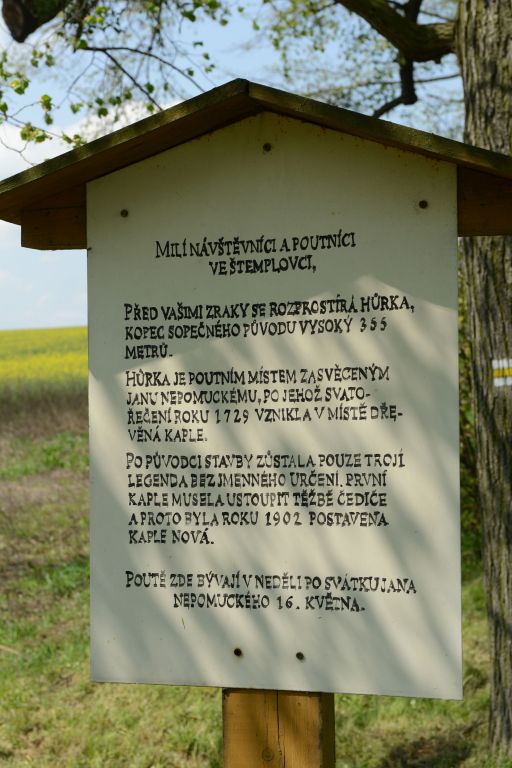 MILÍ NÁVŠTĚVNÍCI A POUTNÍCI
VE ŠTEMPLOVCI,
PŘED VAŠIMI ZRAKY SE ROZPROSTÍRÁ HŮRKA,
KOPEC SOPEČNÉHO PŮVODU VYSOKÝ 355
METRŮ.
HŮRKA JE POUTNÍM MÍSTEM ZASVĚCENÝM
JANU NEPOMUCKÉMU, PO JEHOŽ SVATO-
ŘEČENÍ ROKU 1729 VZNIKLA V MÍSTĚ DŘE-
VĚNÁ KAPLE.
PO PŮVODCI STAVBY ZŮSTALA POUZE TROJÍ
LEGENDA BEZ JMENNÉHO URČENÍ. PRVNÍ
KAPLE MUSELA USTOUPIT TĚŽBĚ ČEDIČE
A PROTO BYLA ROKU 1902 POSTAVENA
KAPLE NOVÁ.
POUTĚ ZDE BÝVAJÍ V NEDĚLI PO SVÁTKU JANA
NEPOMUCKÉHO 16. KVĚTNA.